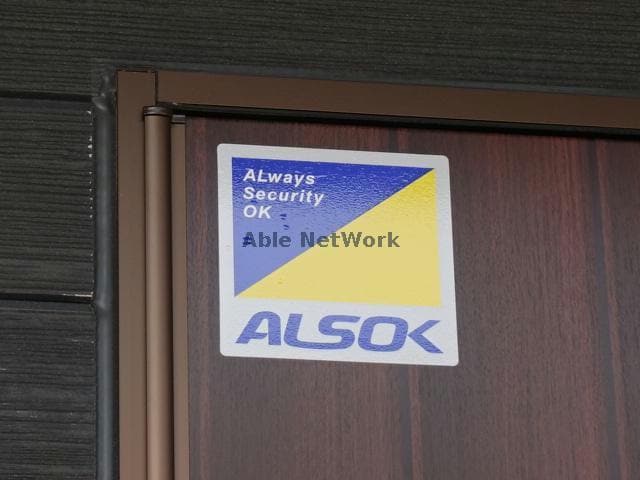 ALways
Security
OK
Able NetWork
ALSOK